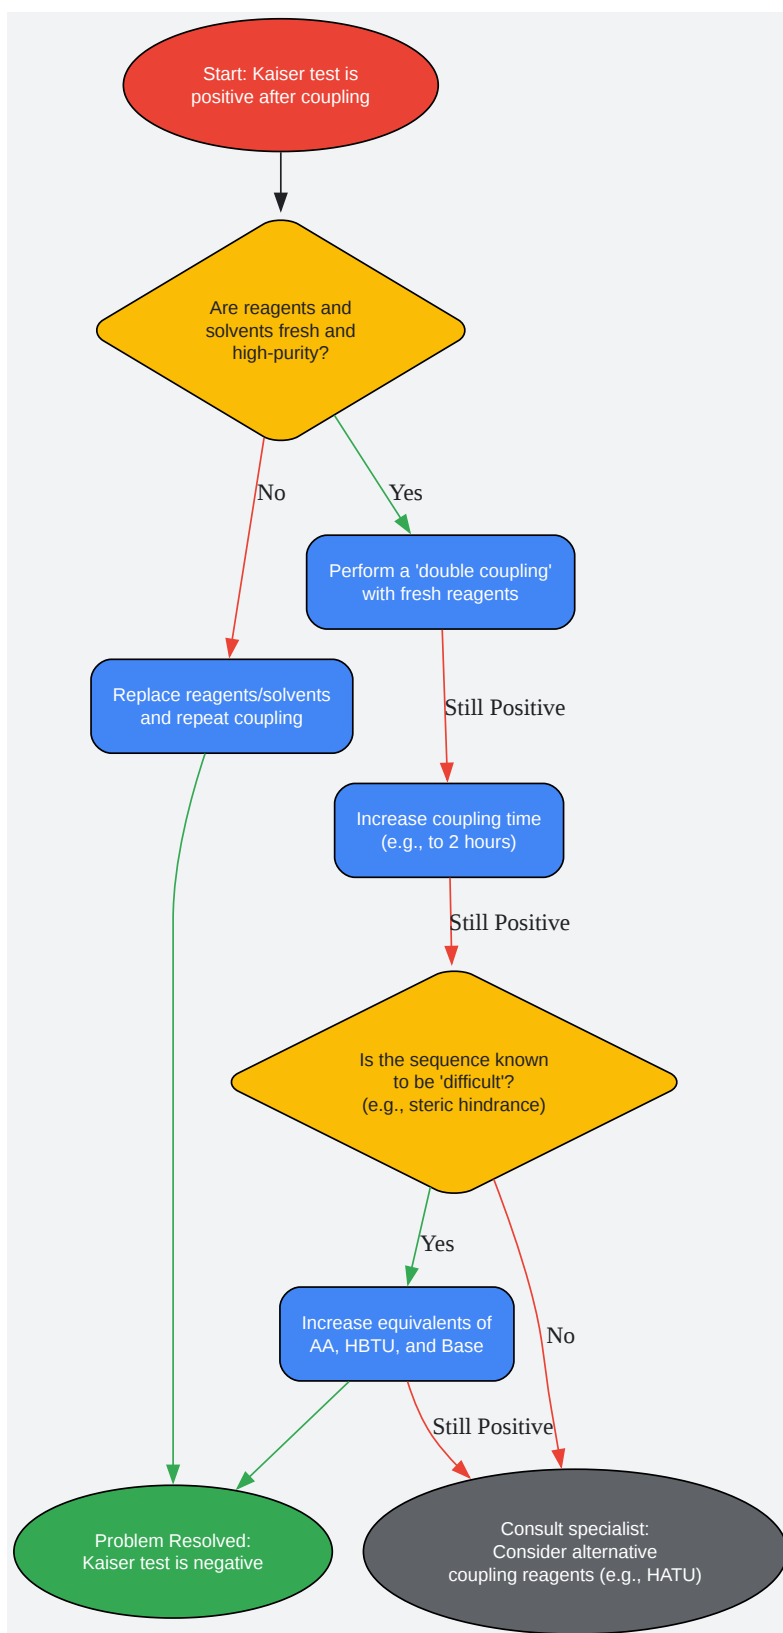 Start: Kaiser test is
positive after coupling
Are reagents and
solvents fresh and
high-purity?
No
Yes
Perform a 'double coupling'
with fresh reagents
Replace reagents/solvents
and repeat coupling
Still Positive
Increase coupling time
(e.g., to 2 hours)
Still Positive
Is the sequence known
to be 'difficult'?
(e.g., steric hindrance)
Yes
Increase equivalents of
AA, HBTU, and Base
No
Still Positive
Problem Resolved:
Kaiser test is negative
Consult specialist:
Consider alternative
coupling reagents (e.g., HATU)